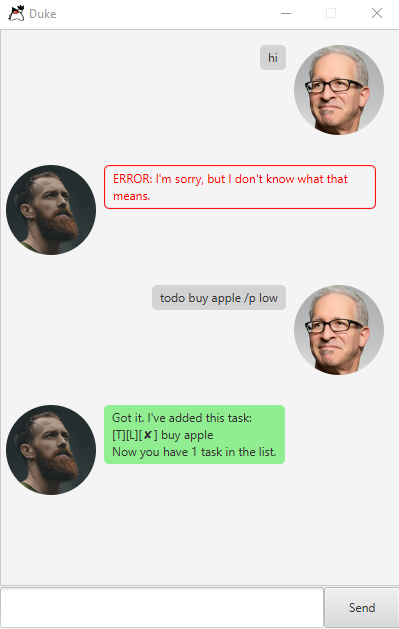 Duke
hi
ERROR: I'm sorry, but I don't know what that
means.
todo buy apple /p low
Got it. I've added this task:
[T][L][✘] buy apple
Now you have 1 task in the list.
Send